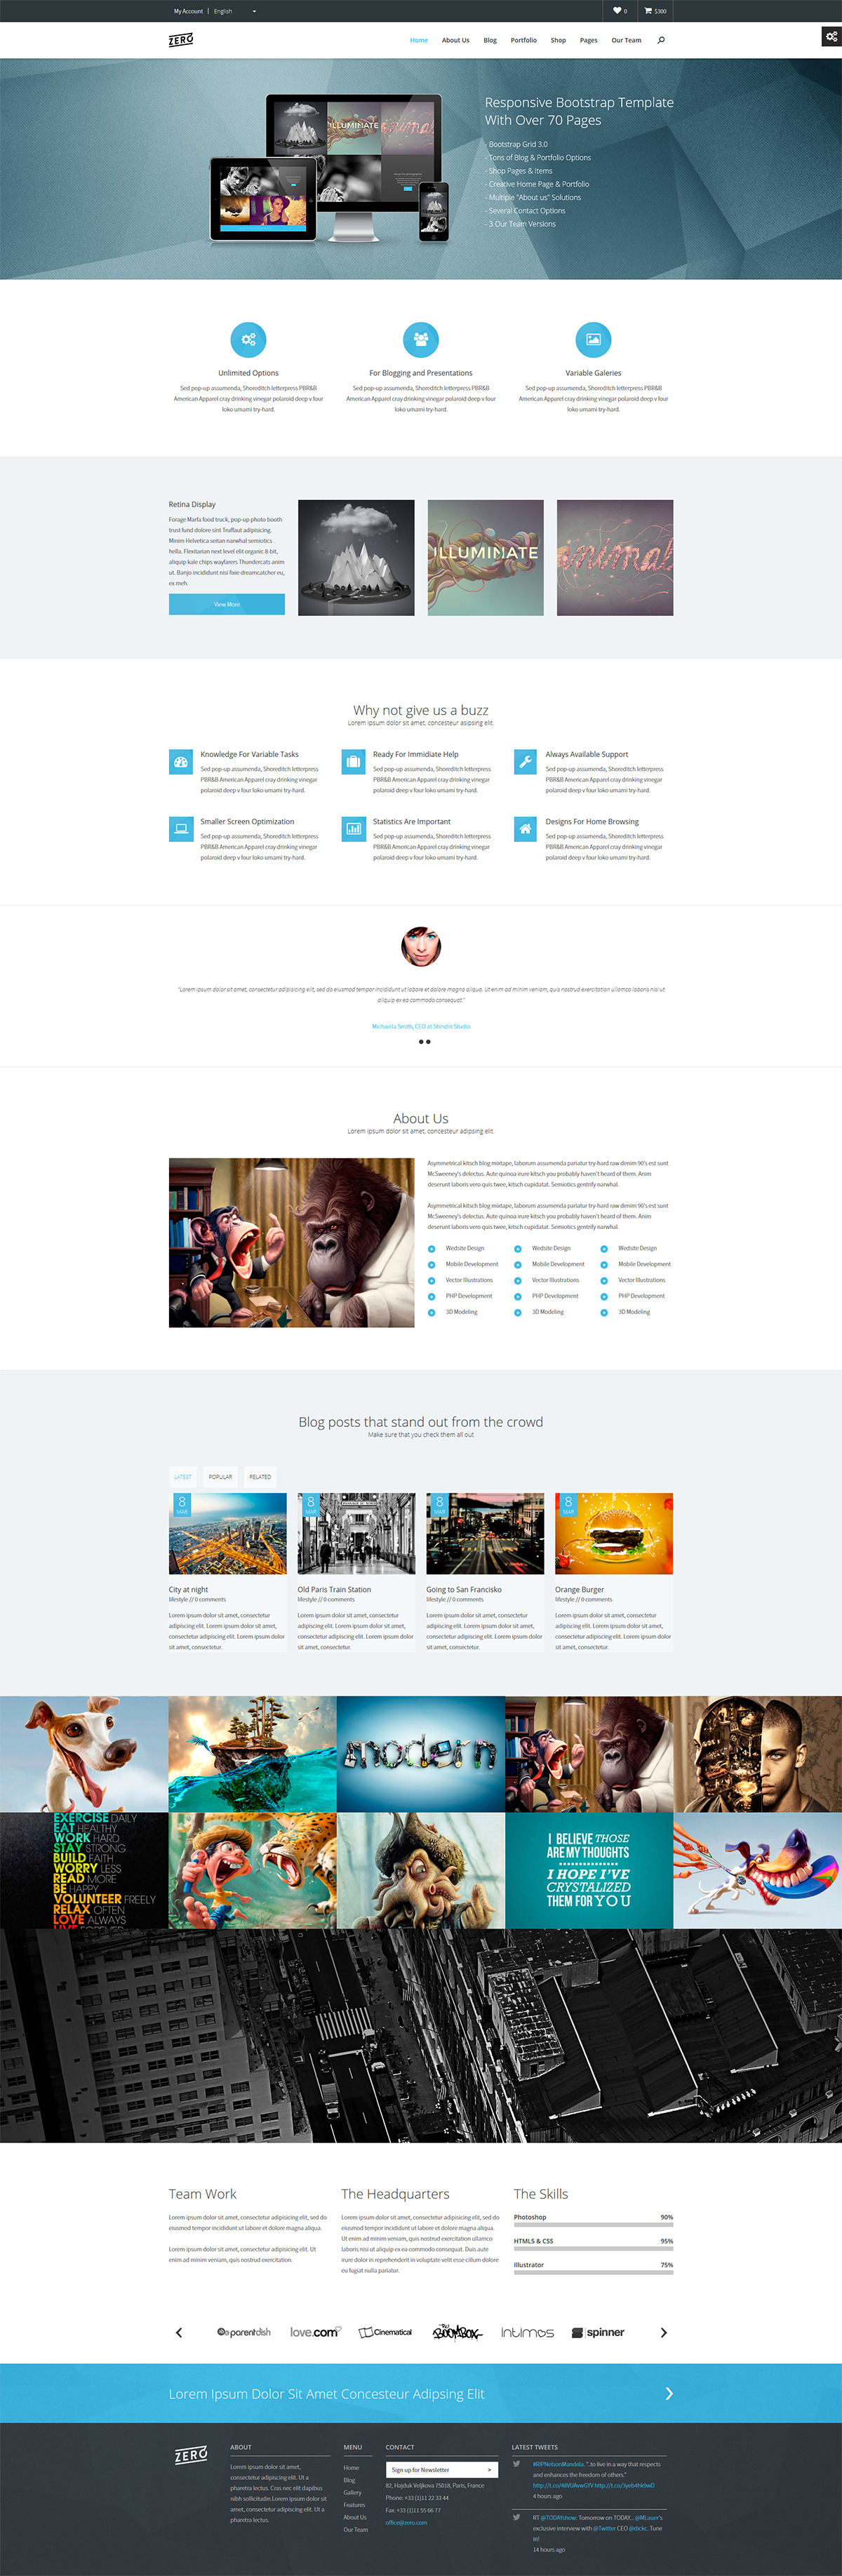 My Account | English
0
$300
ZERO
Home About Us Blog Portfolio Shop Pages Our Team
Responsive Bootstrap Template
With Over 70 Pages
- Bootstrap Grid 3.0
- Tons of Blog & Portfolio Options
- Shop Pages & Items
- Creative Home Page & Portfolio
- Multiple "About us" Solutions
- Several Contact Options
- 3 Our Team Versions
ILLUMINATE
animal
Unlimited Options
Sed pop-up assumenda, Shoreditch letterpress PBR&B
American Apparel cray drinking vinegar polaroid deep v four
loko umami try-hard.
For Blogging and Presentations
Sed pop-up assumenda, Shoreditch letterpress PBR&B
American Apparel cray drinking vinegar polaroid deep v four
loko umami try-hard.
Variable Galeries
Sed pop-up assumenda, Shoreditch letterpress PBR&B
American Apparel cray drinking vinegar polaroid deep v four
loko umami try-hard.
Retina Display
Forage Marfa food truck, pop-up photo booth
trust fund dolore sint Truffaut adipisicing.
Minim Helvetica seitan narwhal semiotics
hella. Flexitarian next level elit organic 8-bit,
aliquip kale chips wayfarers Thundercats anim
ut. Banjo incididunt nisi fixie dreamcatcher eu,
ex meh.
View More
ILLUMINATE
animal
Why not give us a buzz
Lorem ipsum dolor sit amet, concesteur asipsing elit.
Knowledge For Variable Tasks
Sed pop-up assumenda, Shoreditch letterpress
PBR&B American Apparel cray drinking vinegar
polaroid deep v four loko umami try-hard.
Ready For Immidiate Help
Sed pop-up assumenda, Shoreditch letterpress
PBR&B American Apparel cray drinking vinegar
polaroid deep v four loko umami try-hard.
Always Available Support
Sed pop-up assumenda, Shoreditch letterpress
PBR&B American Apparel cray drinking vinegar
polaroid deep v four loko umami try-hard.
Smaller Screen Optimization
Sed pop-up assumenda, Shoreditch letterpress
PBR&B American Apparel cray drinking vinegar
polaroid deep v four loko umami try-hard.
Statistics Are Important
Sed pop-up assumenda, Shoreditch letterpress
PBR&B American Apparel cray drinking vinegar
polaroid deep v four loko umami try-hard.
Designs For Home Browsing
Sed pop-up assumenda, Shoreditch letterpress
PBR&B American Apparel cray drinking vinegar
polaroid deep v four loko umami try-hard.
"Lorem ipsum dolor sit amet, consectetur adipisicing elit, sed do eiusmod tempor incididunt ut labore et dolore magna aliqua. Ut enim ad minim veniam, quis nostrud exercitation ullamco laboris nisi ut
aliquip ex ea commodo consequat."
Michaella Smith, CEO at Shindiri Studio
About Us
Lorem ipsum dolor sit amet, concesteur adipsing elit.
Asymmetrical kitsch blog mixtape, laborum assumenda pariatur try-hard raw denim 90's est sunt
McSweeney's delectus. Aute quinoa irure kitsch you probably haven't heard of them. Anim
deserunt laboris vero quis twee, kitsch cupidatat. Semiotics gentrify narwhal.
Asymmetrical kitsch blog mixtape, laborum assumenda pariatur try-hard raw denim 90's est sunt
McSweeney's delectus. Aute quinoa irure kitsch you probably haven't heard of them. Anim
deserunt laboris vero quis twee, kitsch cupidatat. Semiotics gentrify narwhal.
Wedsite Design Wedsite Design Wedsite Design
Mobile Development Mobile Development Mobile Development
Vector Illustrations Vector Illustrations Vector Illustrations
PHP Development PHP Development PHP Development
3D Modeling 3D Modeling 3D Modeling
Blog posts that stand out from the crowd
Make sure that you check them all out
LATEST POPULAR RELATED
8
MAR
City at night
lifestyle // 0 comments
Lorem ipsum dolor sit amet, consectetur
adipiscing elit. Lorem ipsum dolor sit amet,
consectetur adipiscing elit. Lorem ipsum dolor
sit amet, consectetur.
8
MAR
Old Paris Train Station
lifestyle // 0 comments
Lorem ipsum dolor sit amet, consectetur
adipiscing elit. Lorem ipsum dolor sit amet,
consectetur adipiscing elit. Lorem ipsum dolor
sit amet, consectetur.
8
MAR
Going to San Francisko
lifestyle // 0 comments
Lorem ipsum dolor sit amet, consectetur
adipiscing elit. Lorem ipsum dolor sit amet,
consectetur adipiscing elit. Lorem ipsum dolor
sit amet, consectetur.
8
MAR
Orange Burger
lifestyle // 0 comments
Lorem ipsum dolor sit amet, consectetur
adipiscing elit. Lorem ipsum dolor sit amet,
consectetur adipiscing elit. Lorem ipsum dolor
sit amet, consectetur.
modern
EXERCISE DAILY
EAT HEALTHY
WORK HARD
STAY STRONG
BUILD FAITH
WORRY LESS
READ MORE
BE HAPPY
VOLUNTEER FREELY
RELAX OFTEN
LOVE ALWAYS
LIVE FOREVER
I BELIEVE THOSE
ARE MY THOUGHTS
I HOPE I'VE
CRYSTALIZED
THEM FOR YOU
Team Work
Lorem ipsum dolor sit amet, consectetur adipisicing elit, sed do
eiusmod tempor incididunt ut labore et dolore magna aliqua.
Lorem ipsum dolor sit amet, consectetur adipisicing elit. Ut
enim ad minim veniam, quis nostrud exercitation.
The Headquarters
Lorem ipsum dolor sit amet, consectetur adipisicing elit, sed do
eiusmod tempor incididunt ut labore et dolore magna aliqua.
Ut enim ad minim veniam, quis nostrud exercitation ullamco
laboris nisi ut aliquip ex ea commodo consequat. Duis aute
irure dolor in reprehenderit in voluptate velit esse cillum dolore
eu fugiat nulla pariatur.
The Skills
Photoshop 90%
HTML5 & CSS 95%
Illustrator 75%
parentdish
love.com
Cinematical
The BOOMBOX
intimos
spinner
Lorem Ipsum Dolor Sit Amet Concesteur Adipsing Elit
ZERO
ABOUT
Lorem ipsum dolor sit amet,
consectetur adipiscing elit. Ut a
pharetra lectus. Cras nec elit dapibus
nibh sollicitudin.Lorem ipsum dolor sit
amet, consectetur adipiscing elit. Ut a
pharetra lectus.
MENU
Home
Blog
Gallery
Features
About Us
Our Team
CONTACT
Sign up for Newsletter
82, Hajduk Veljkova 75018, Paris, France
Phone: +33 (1)11 22 33 44
Fax: +33 (1)11 55 66 77
office@zero.com
LATEST TWEETS
#RIPNelsonMandela: "..to live in a way that respects
and enhances the freedom of others."
4 hours ago
RT @TODAYshow: Tomorrow on TODAY... @MLauer's
exclusive interview with @Twitter CEO @dickc. Tune
in!
14 hours ago